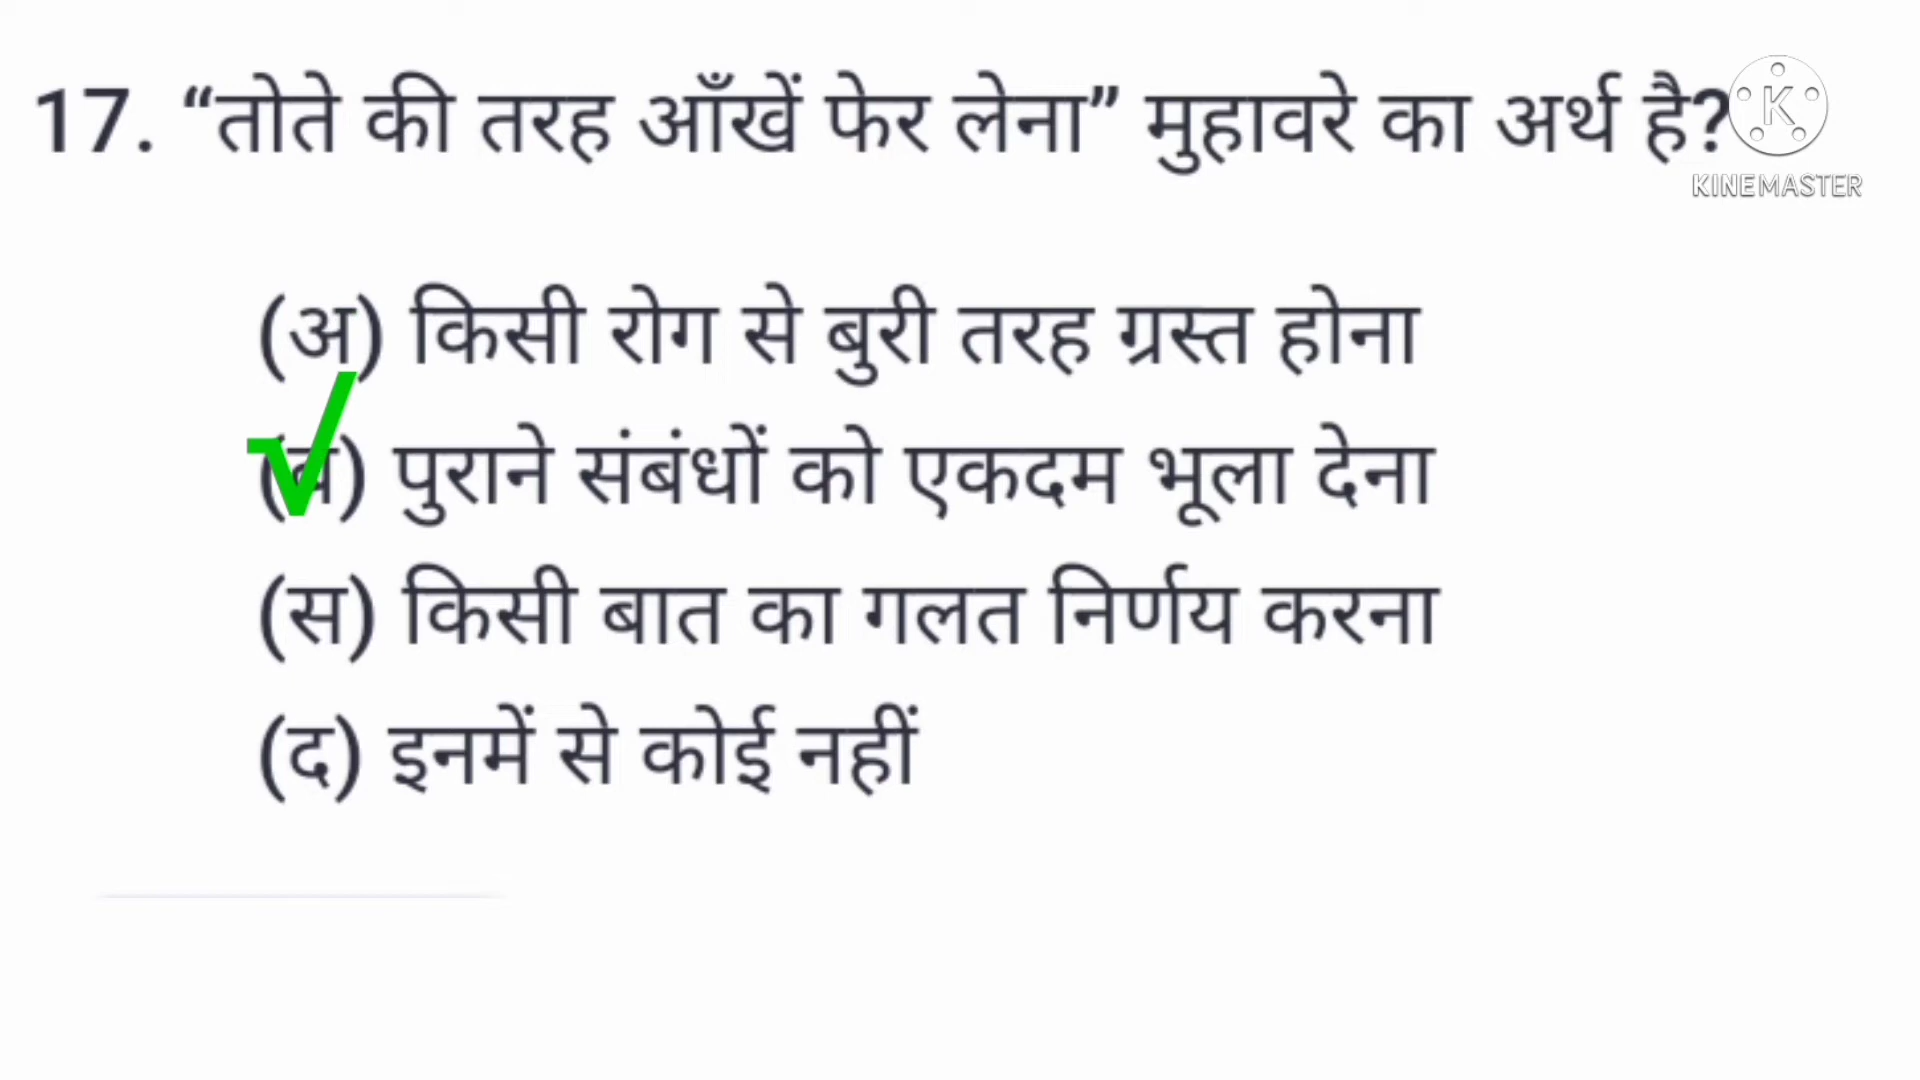 17. “तोते की तरह आँखें फेर लेना” मुहावरे का अर्थ है?
KINEMASTER
(अ) किसी रोग से बुरी तरह ग्रस्त होना
(ब) पुराने संबंधों को एकदम भूला देना
(स) किसी बात का गलत निर्णय करना
(द) इनमें से कोई नहीं